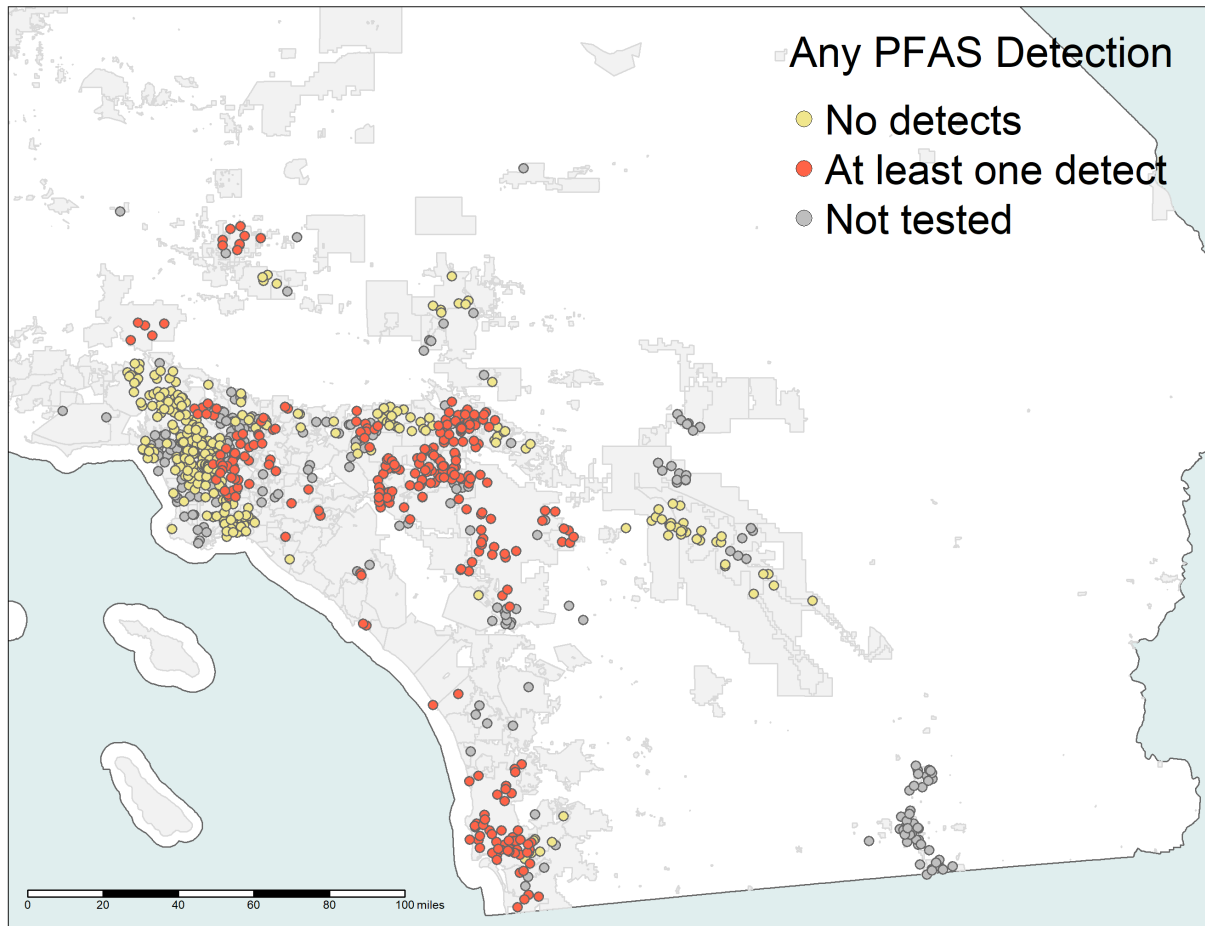 Any PFAS Detection
No detects
At least one detect
Not tested
0 20 40 60 80 100 miles